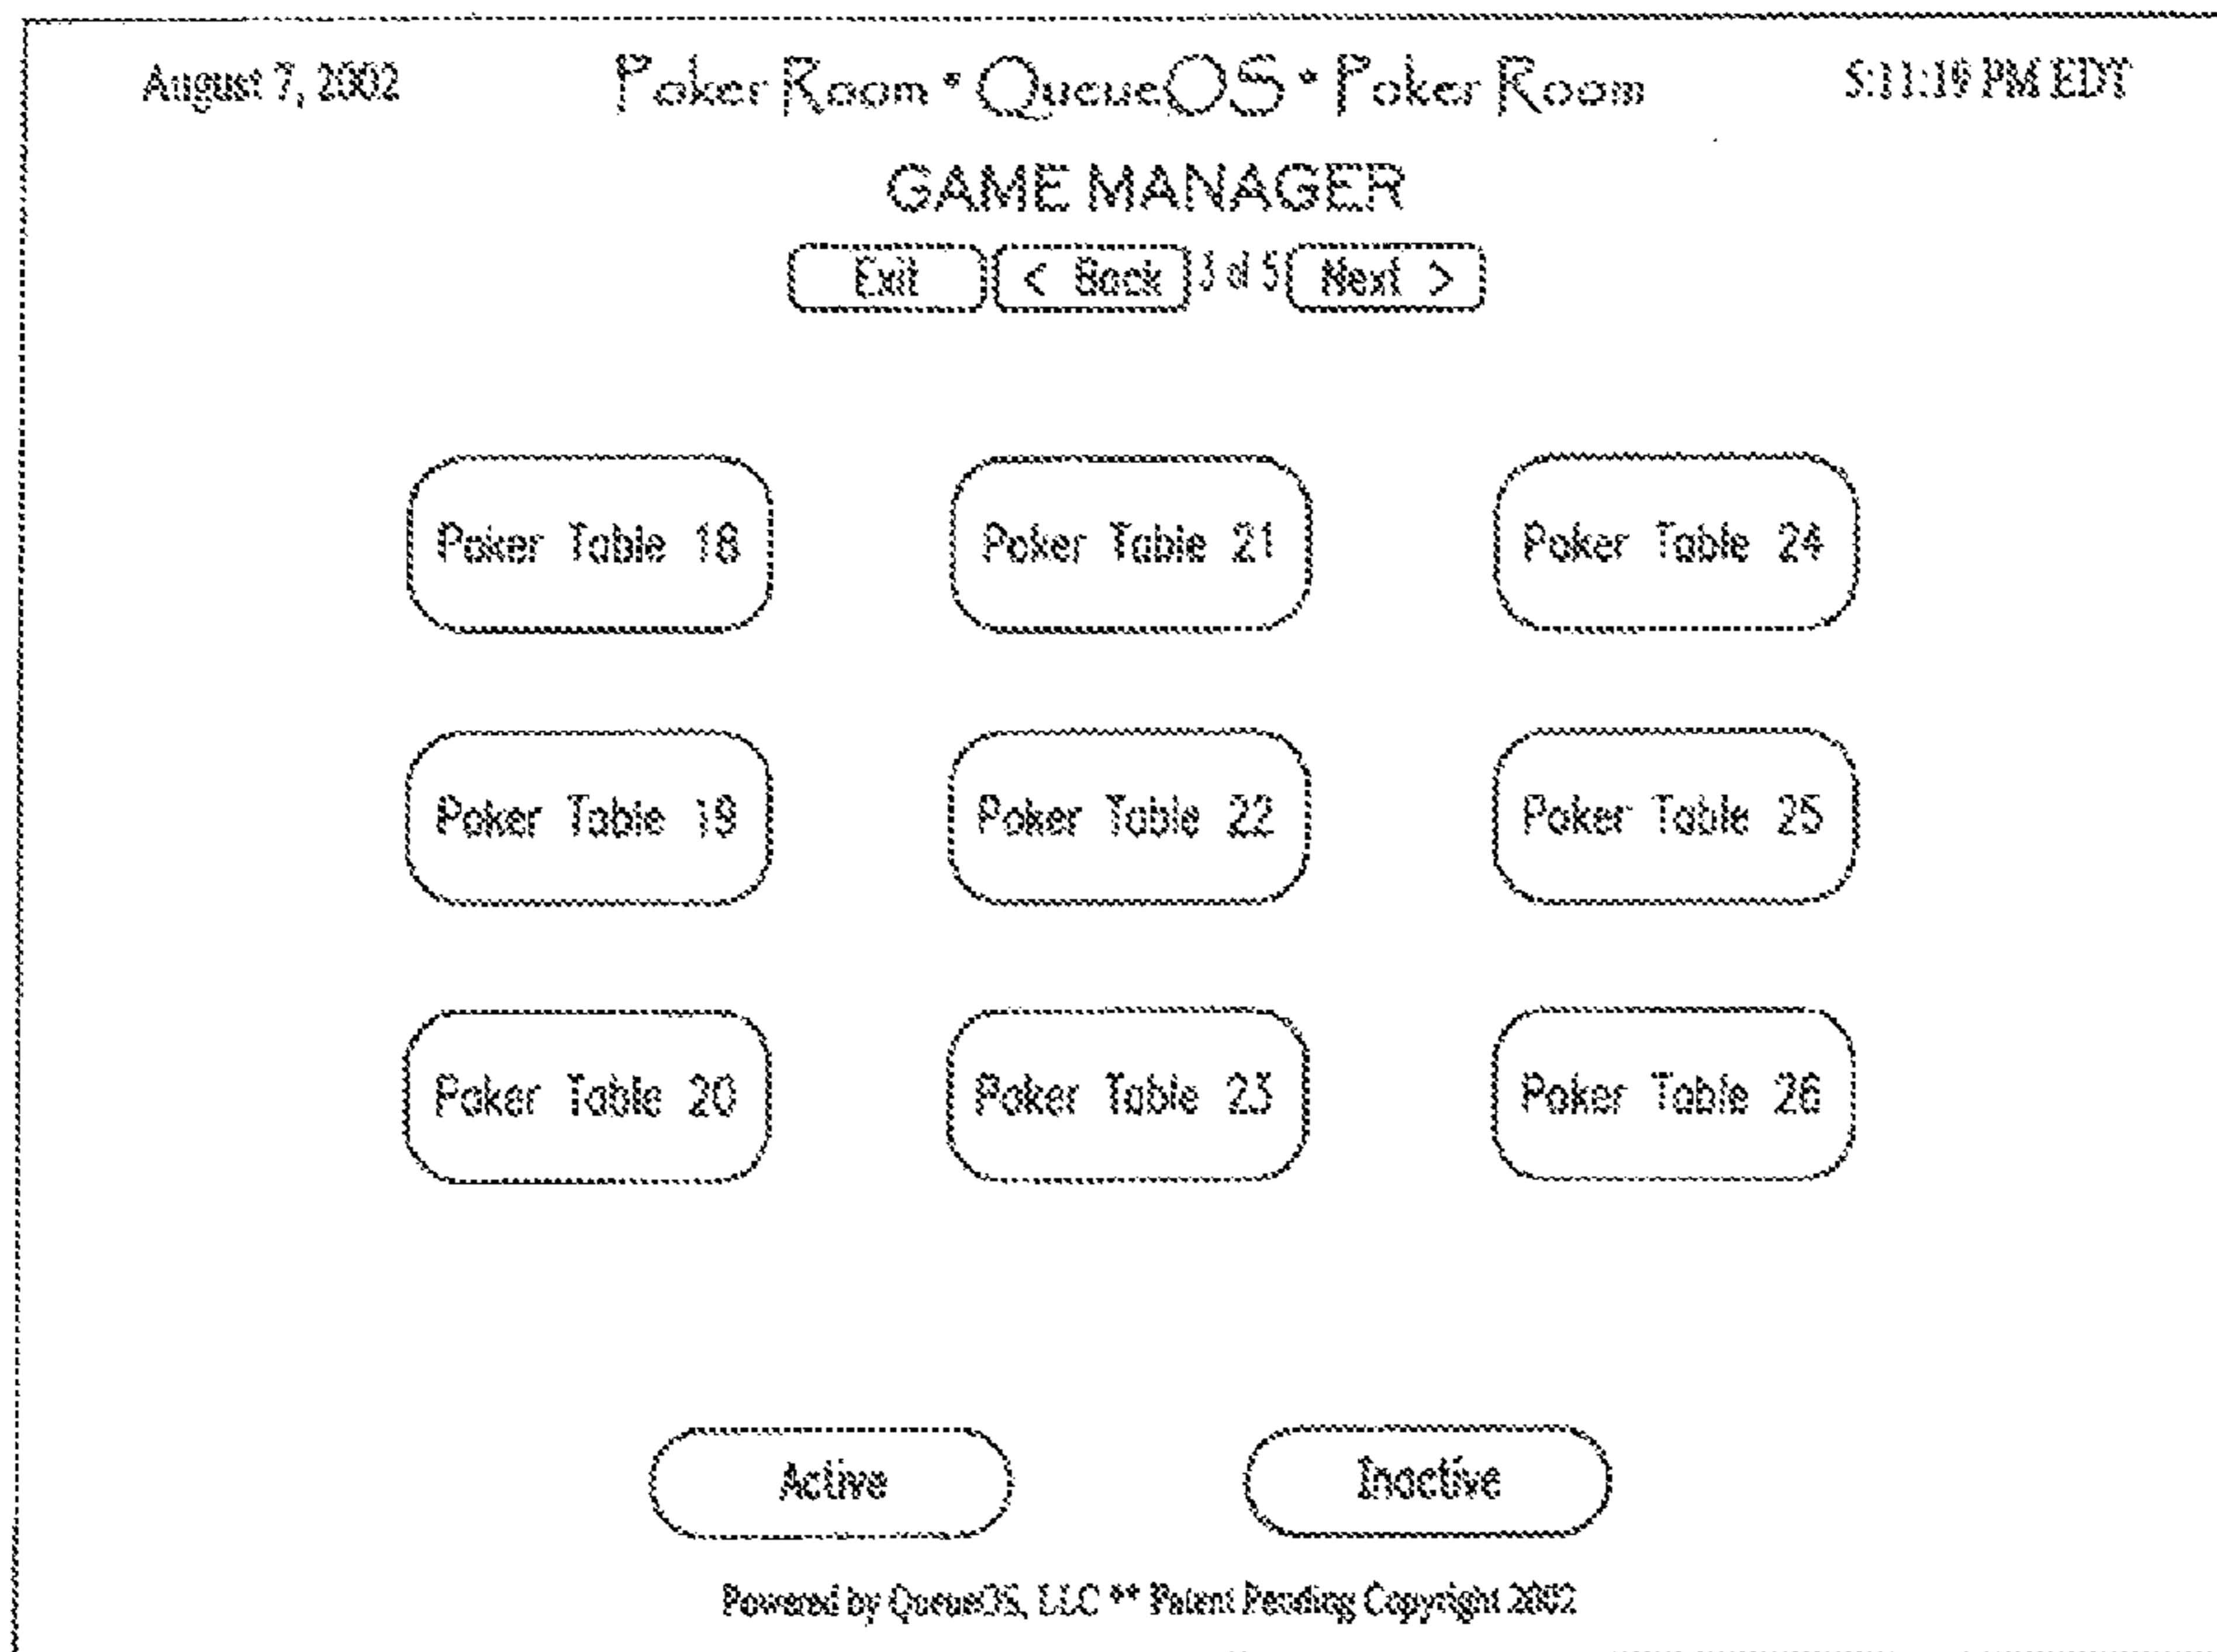 August 7, 2002 Poker Room * QueueOS * Poker Room 5:11:19 PM EDT
GAME MANAGER
Exit < Back 3 of 5 Next >
Poker Table 18 Poker Table 21 Poker Table 24
Poker Table 19 Poker Table 22 Poker Table 25
Poker Table 20 Poker Table 23 Poker Table 26
Active Inactive
Powered by QueueOS, LLC ** Patent Pending Copyright 2002